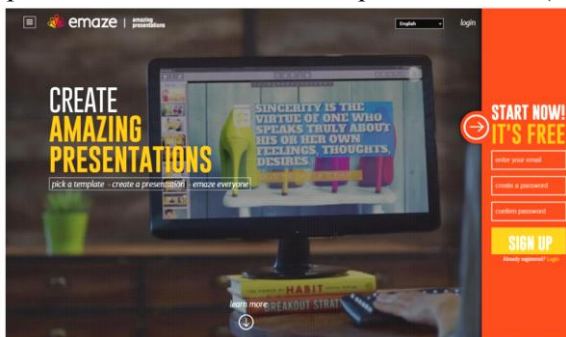 emaze | amazing presentations
English
login
CREATE
AMAZING
PRESENTATIONS
pick a template - create a presentation - emaze everyone
SINCERITY IS THE
VIRTUE OF ONE WHO
SPEAKS TRULY ABOUT
HIS OR HER OWN
FEELINGS, THOUGHTS,
DESIRES.
START NOW!
IT'S FREE
enter your email
create a password
confirm password
SIGN UP
Already registered? Login
HABIT
BREAKOUT STRAT
learn more